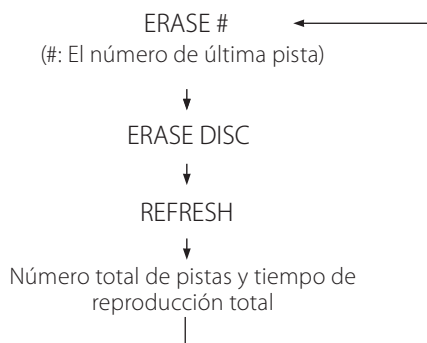 ERASE #
(#: El número de última pista)
ERASE DISC
REFRESH
Número total de pistas y tiempo de
reproducción total